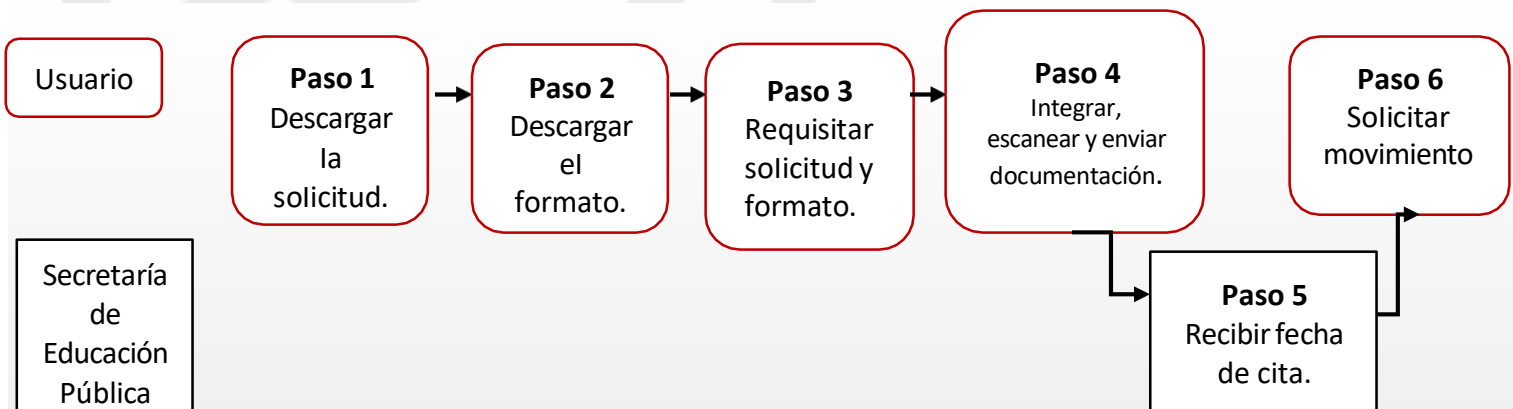 Usuario
Paso 1
Descargar
la
solicitud.
Paso 2
Descargar
el
formato.
Paso 3
Requisitar
solicitud y
formato.
Paso 4
Integrar,
escanear y enviar
documentación.
Paso 6
Solicitar
movimiento
Secretaría
de
Educación
Pública
Paso 5
Recibir fecha
de cita.